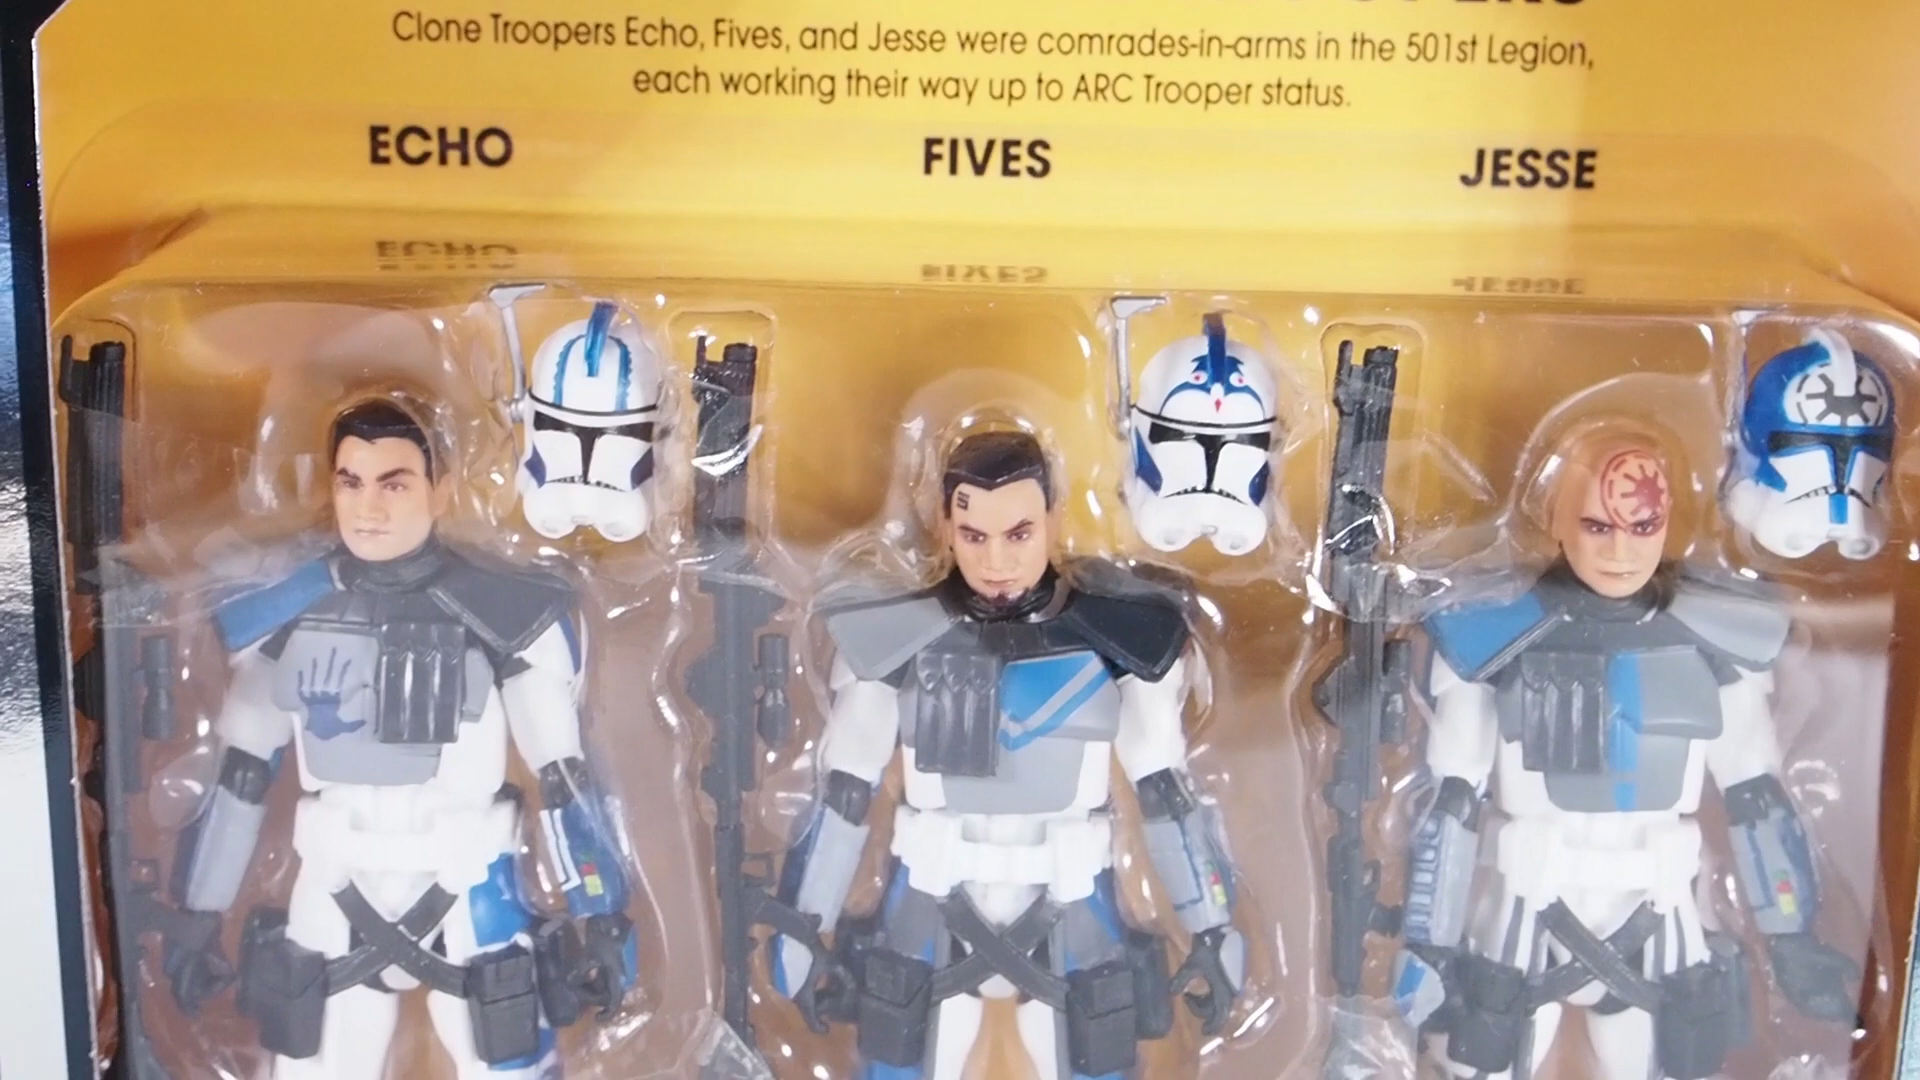 Clone Troopers Echo, Fives, and Jesse were comrades-in-arms in the 501st Legion,
each working their way up to ARC Trooper status.
ECHO
FIVES
JESSE